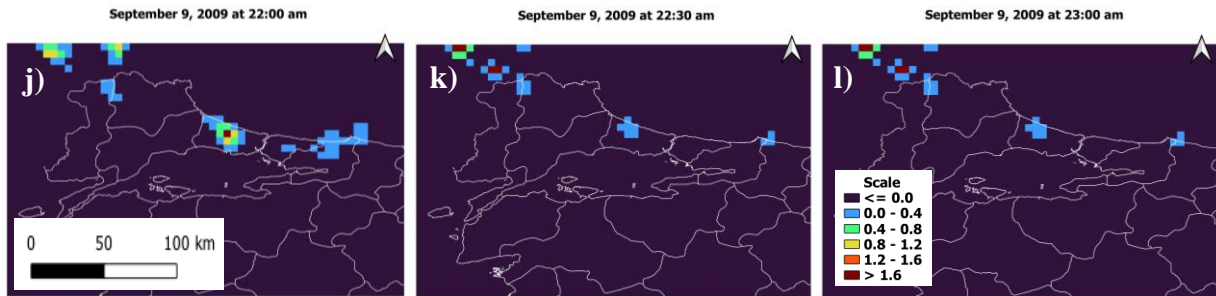 September 9, 2009 at 22:00 am
September 9, 2009 at 22:30 am
September 9, 2009 at 23:00 am
j)
k)
l)
0 50 100 km
Scale
<= 0.0
0.0 - 0.4
0.4 - 0.8
0.8 - 1.2
1.2 - 1.6
> 1.6